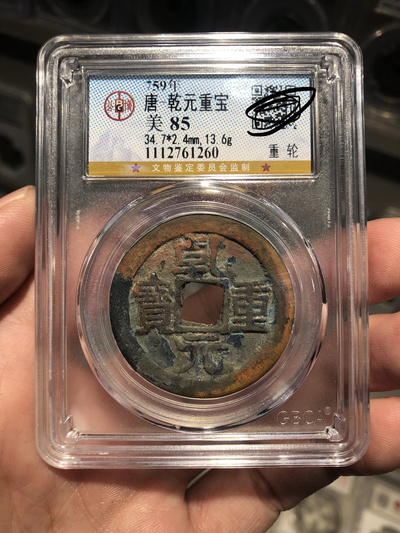 759年
唐·乾元重宝
美 85
34.7*2.4mm,13.6g
1112761260
重轮
文物鉴定委员会监制
乾
元
重
寶
GBCA®